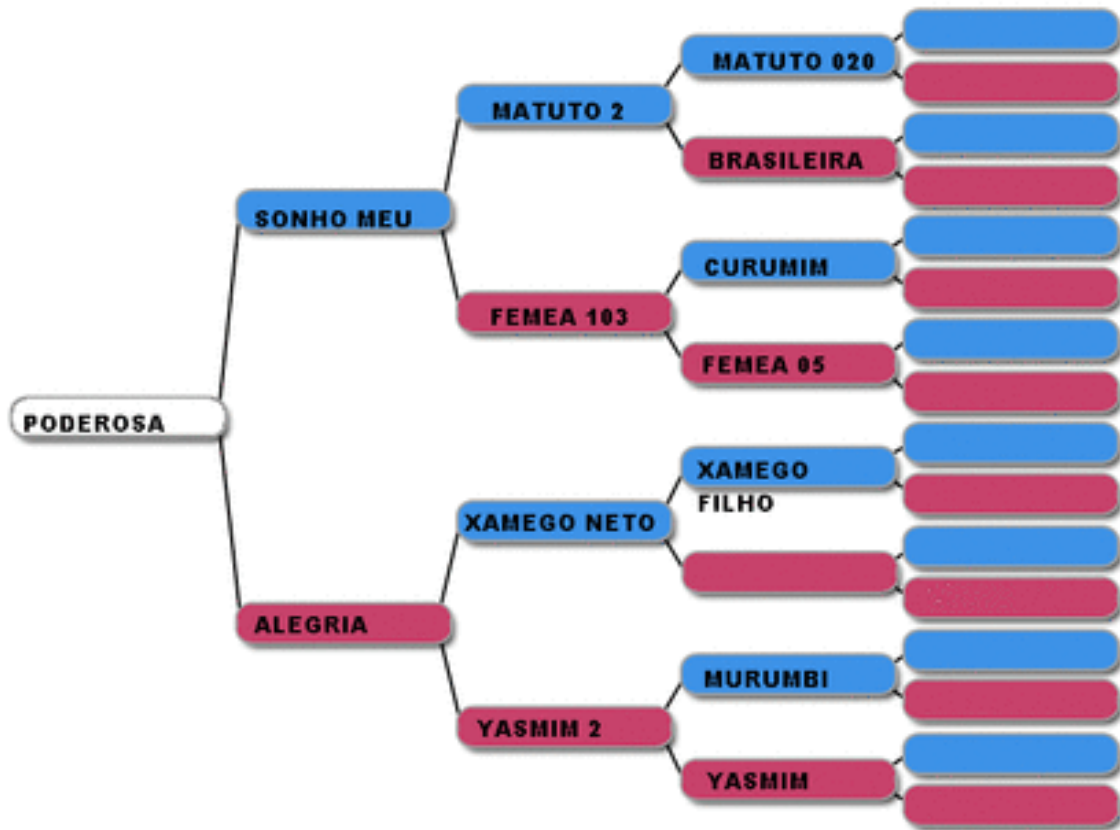 MATUTO 020
MATUTO 2
BRASILEIRA
SONHO MEU
CURUMIM
FEMEA 103
FEMEA 05
PODEROSA
XAMEGO
FILHO
XAMEGO NETO
ALEGRIA
MURUMBI
YASMIM 2
YASMIM